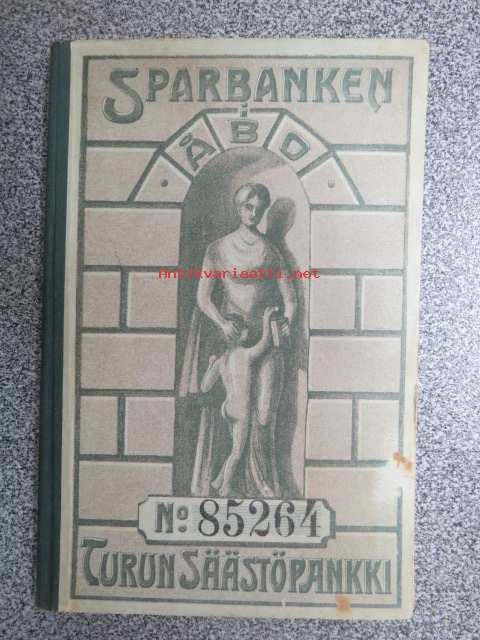 SPARBANKEN
i
ÅBO
Antikvariaatti.net
No 85264
TURUN SÄÄSTÖPANKKI